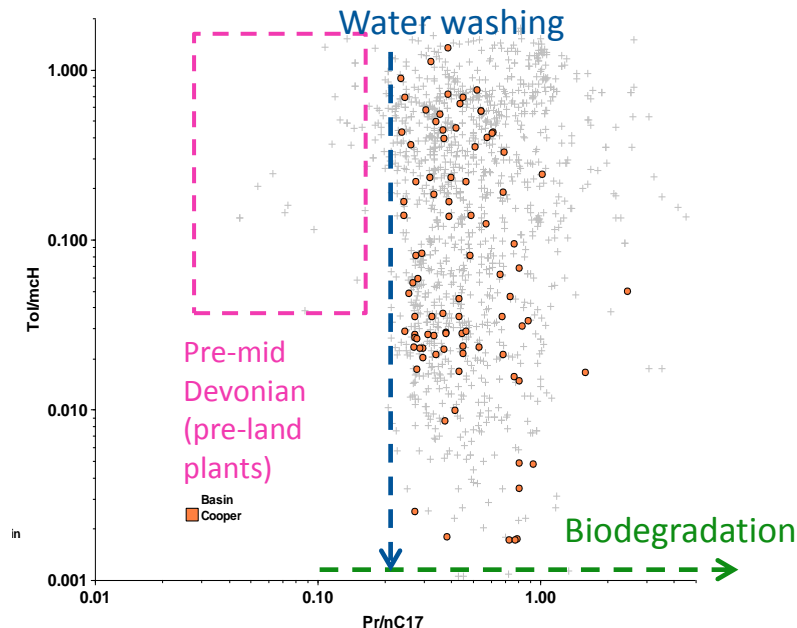 Water washing
1.000
0.100
Tol/mcH
Pre-mid
Devonian
(pre-land
plants)
0.010
Basin
Cooper
in
Biodegradation
0.001
0.01
0.10
1.00
Pr/nC17